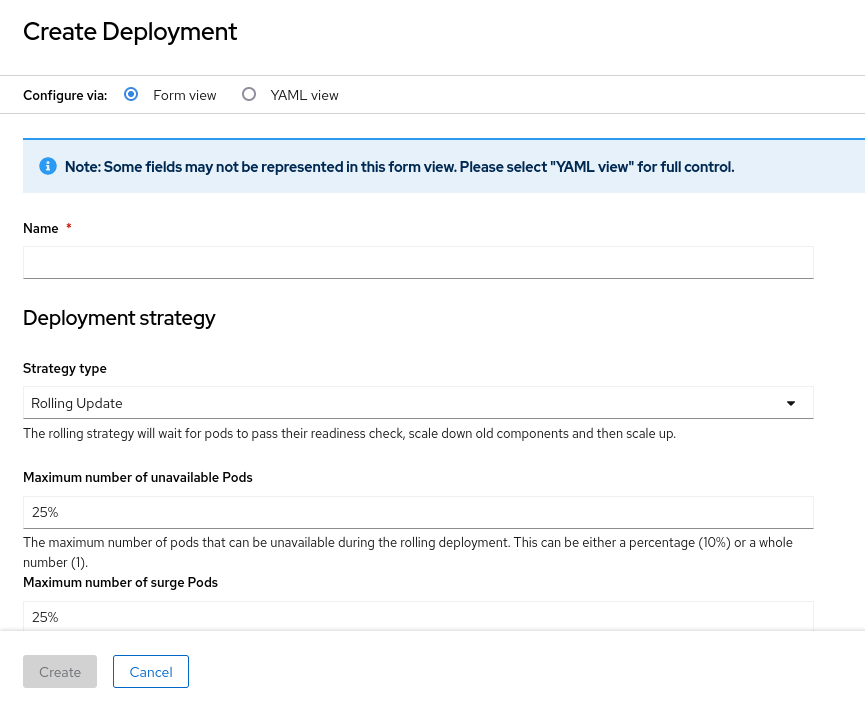 Create Deployment
Configure via: Form view YAML view
Note: Some fields may not be represented in this form view. Please select "YAML view" for full control.
Name *
Deployment strategy
Strategy type
Rolling Update
The rolling strategy will wait for pods to pass their readiness check, scale down old components and then scale up.
Maximum number of unavailable Pods
25%
The maximum number of pods that can be unavailable during the rolling deployment. This can be either a percentage (10%) or a whole
number (1).
Maximum number of surge Pods
25%
Create Cancel